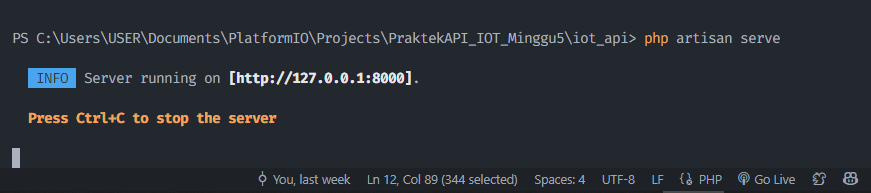 PS C:\Users\USER\Documents\PlatformIO\Projects\PraktekAPI_IOT_Minggu5\iot_api> php artisan serve
INFO Server running on [http://127.0.0.1:8000].
Press Ctrl+C to stop the server
You, last week Ln 12, Col 89 (344 selected) Spaces: 4 UTF-8 LF PHP Go Live